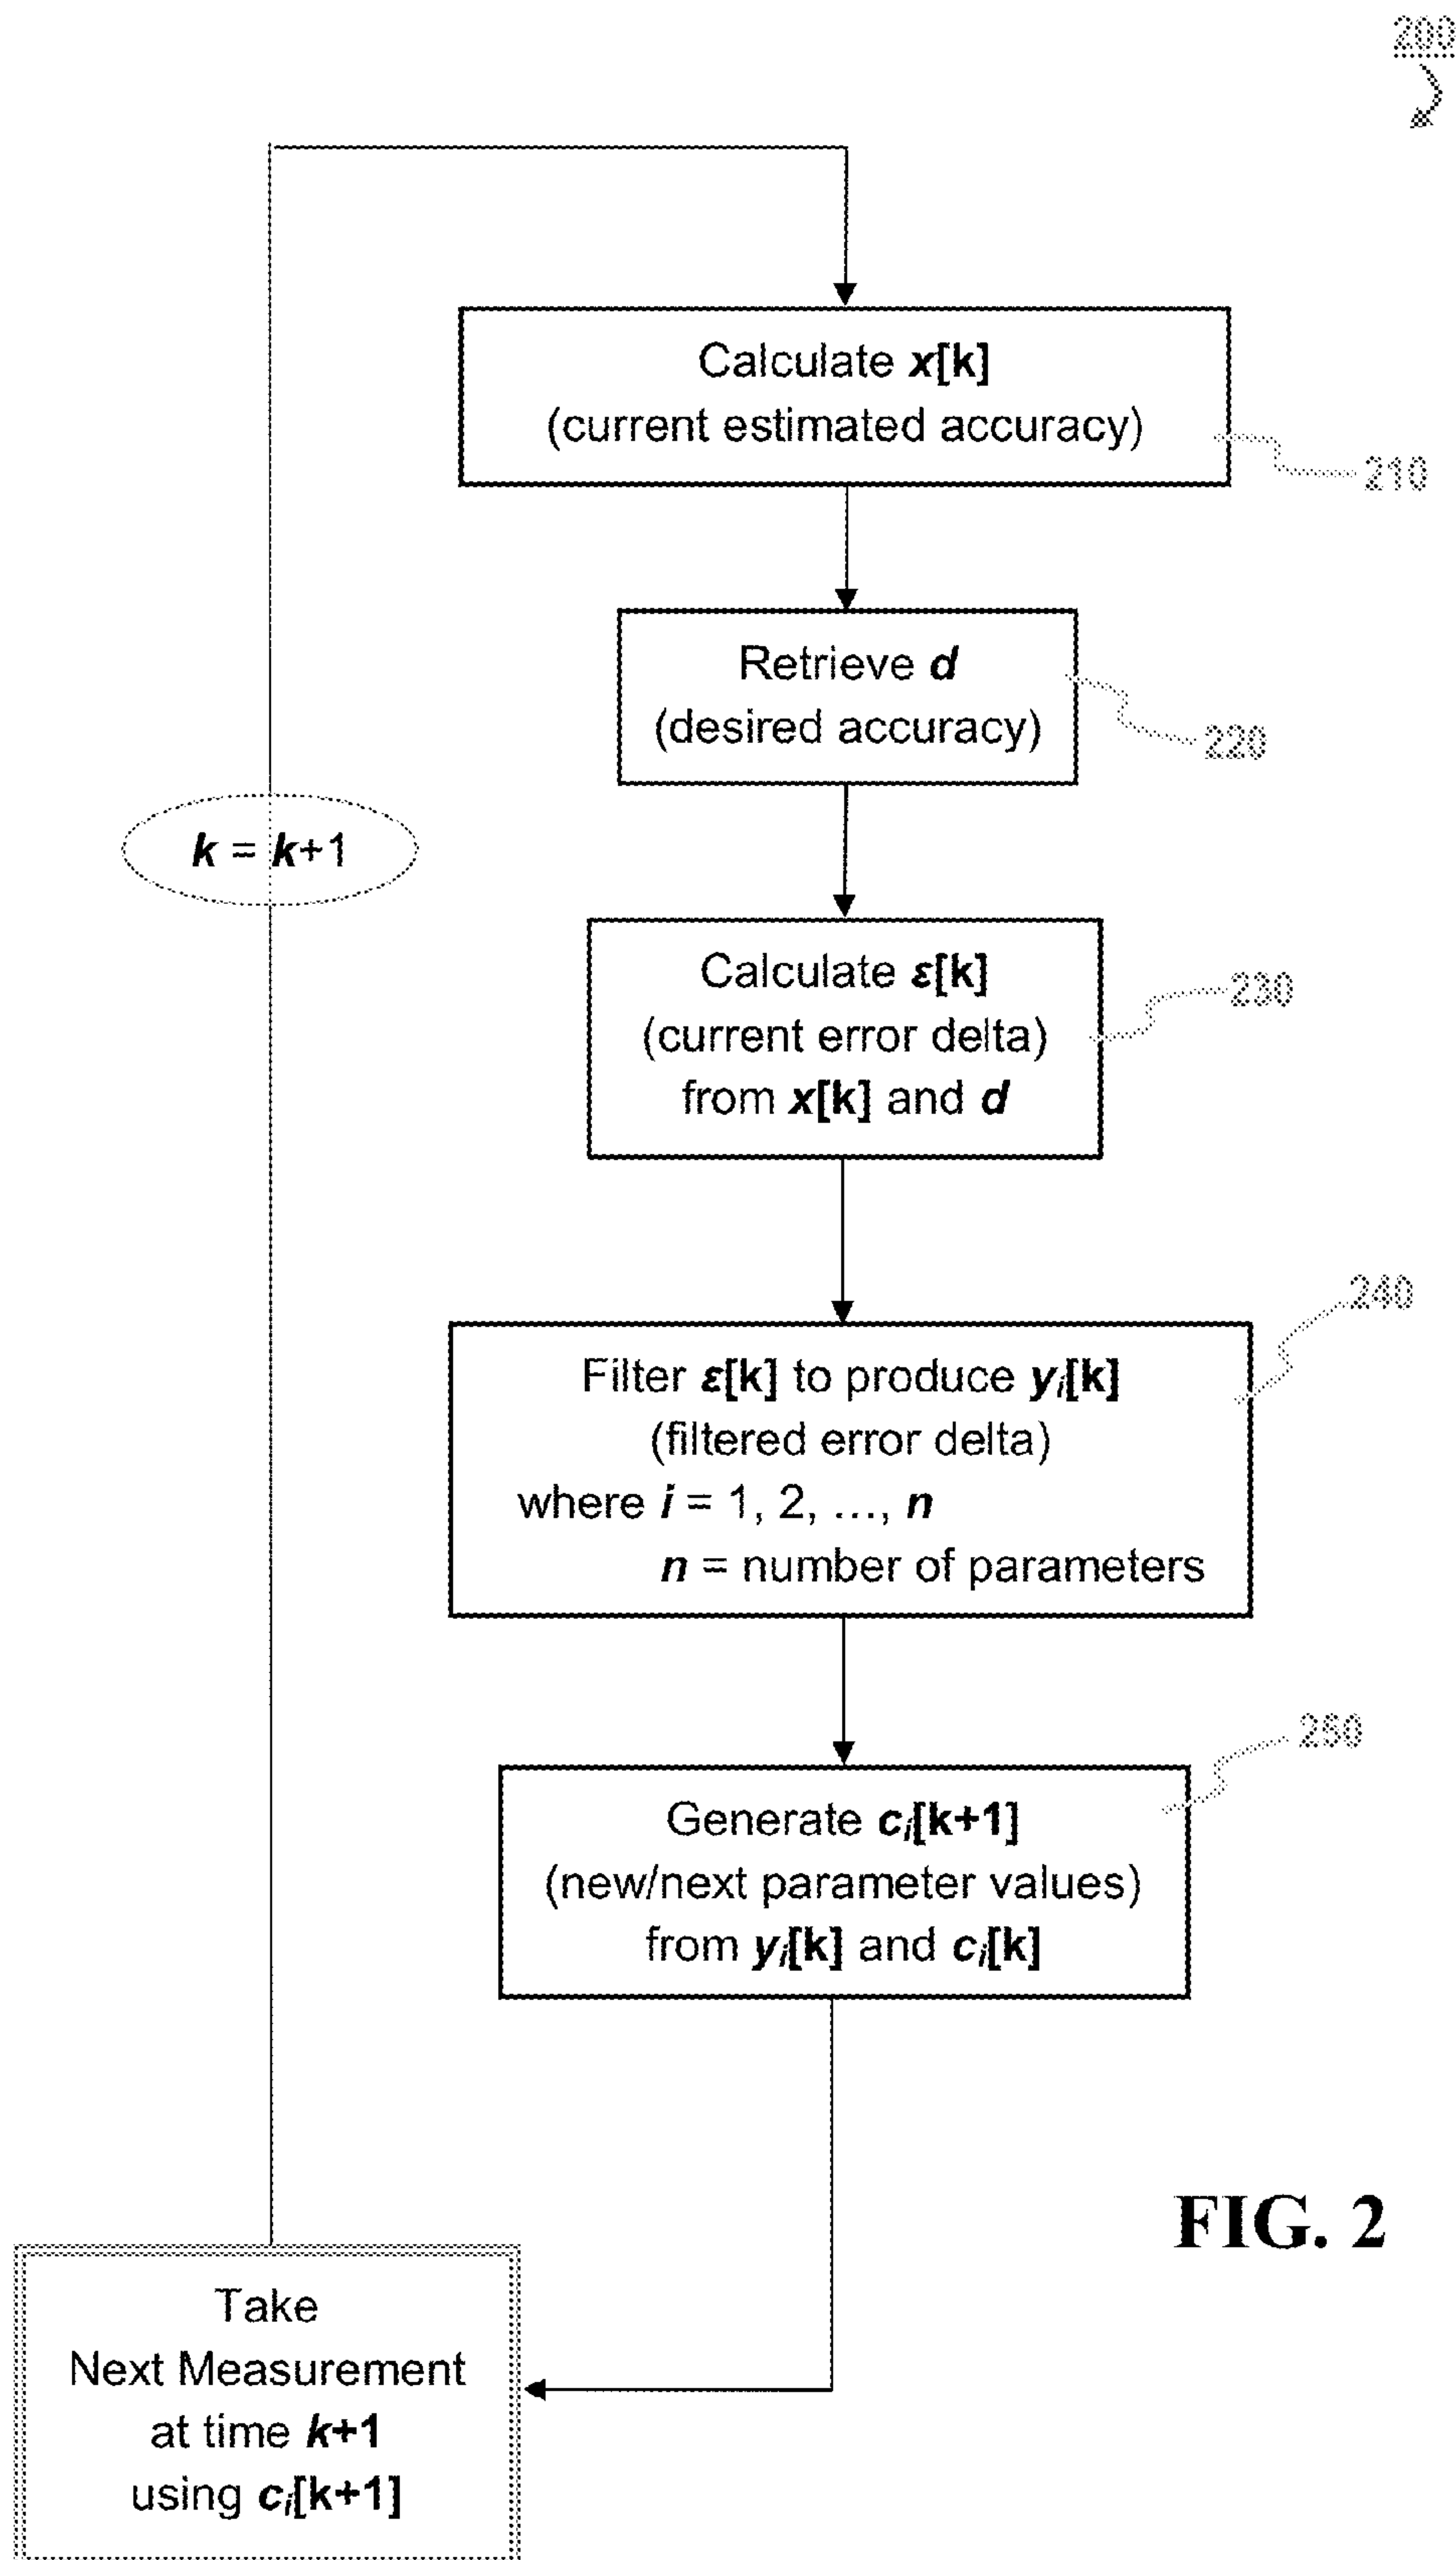 200
Calculate x[k]
(current estimated accuracy)
210
Retrieve d
(desired accuracy)
220
k = k+1
Calculate ε[k]
(current error delta)
from x[k] and d
230
240
Filter ε[k] to produce yᵢ[k]
(filtered error delta)
where i = 1, 2, ..., n
n = number of parameters
250
Generate cᵢ[k+1]
(new/next parameter values)
from yᵢ[k] and cᵢ[k]
FIG. 2
Take
Next Measurement
at time k+1
using cᵢ[k+1]